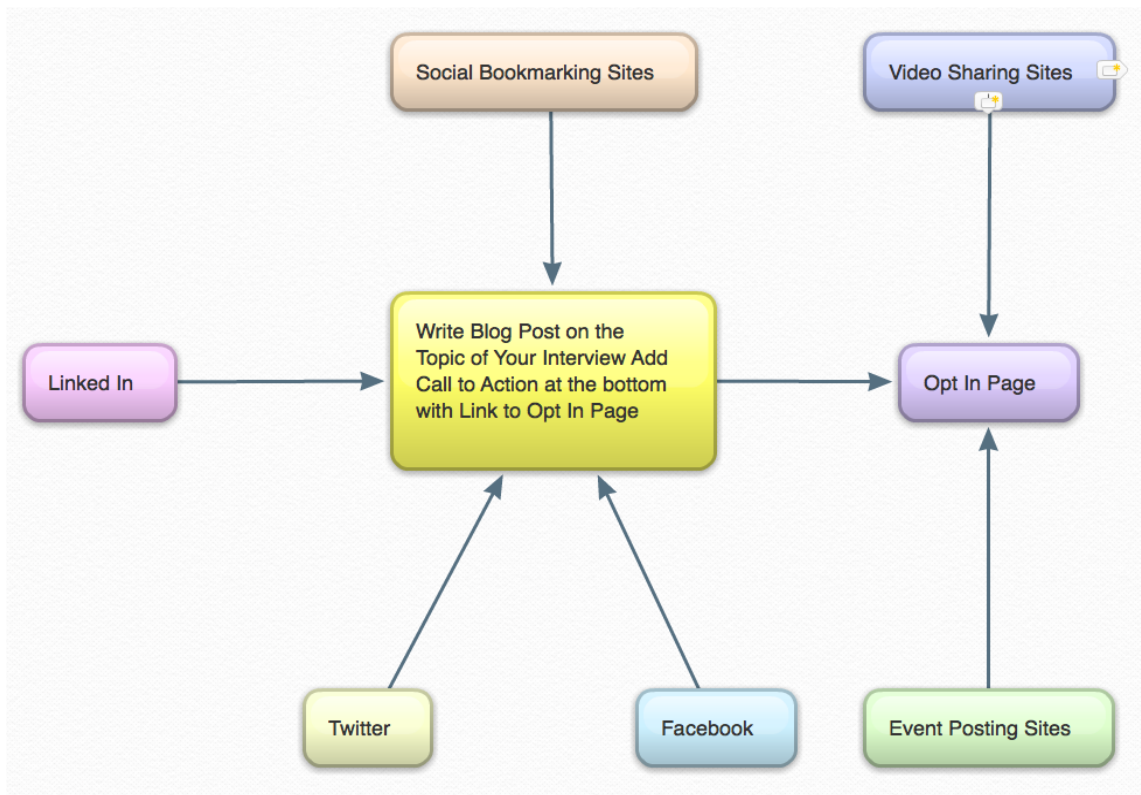 Social Bookmarking Sites
Video Sharing Sites
Write Blog Post on the
Topic of Your Interview Add
Call to Action at the bottom
with Link to Opt In Page
Linked In
Opt In Page
Twitter
Facebook
Event Posting Sites